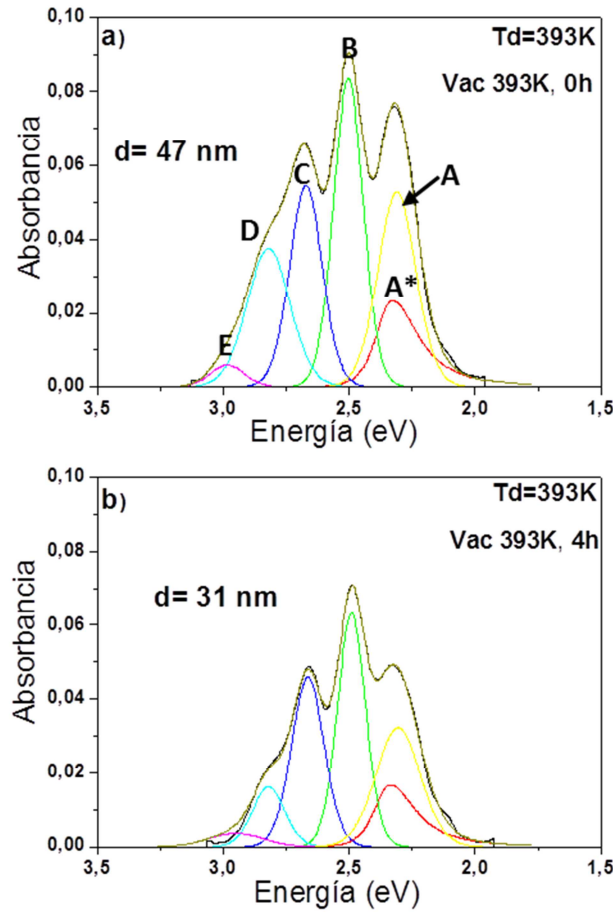 a)
Td=393K
Vac 393K, 0h
d= 47 nm
B
A
C
D
A*
E
Absorbancia
0,10
0,08
0,06
0,04
0,02
0,00
3,5 3,0 2,5 2,0 1,5
Energía (eV)
b)
Td=393K
Vac 393K, 4h
d= 31 nm
Absorbancia
0,10
0,08
0,06
0,04
0,02
0,00
3,5 3,0 2,5 2,0 1,5
Energía (eV)